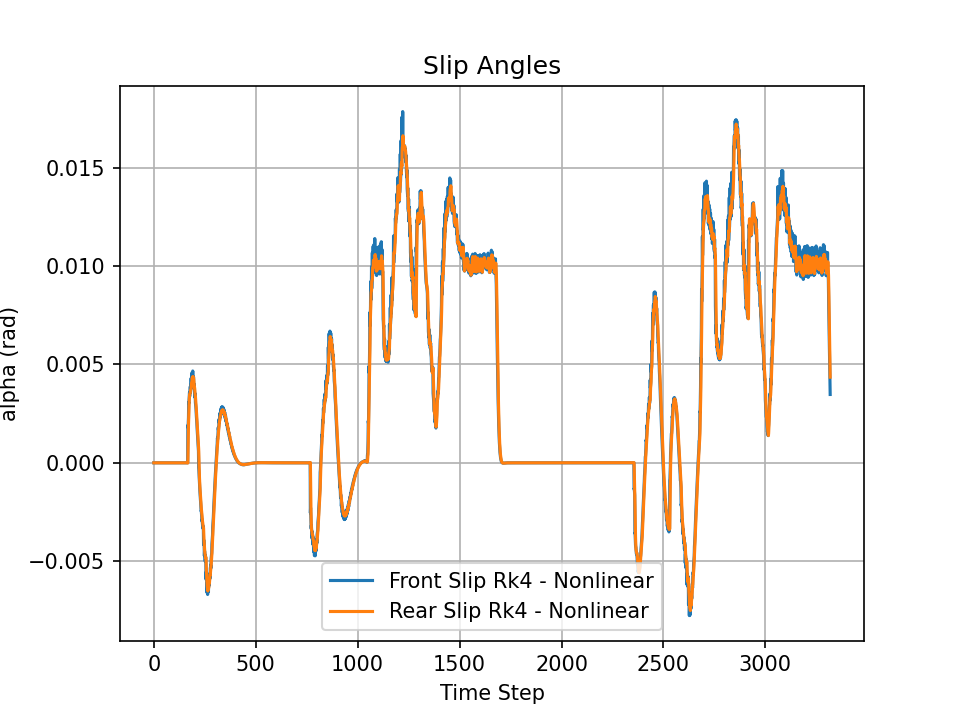 Slip Angles
alpha (rad)
0.015
0.010
0.005
0.000
−0.005
0 500 1000 1500 2000 2500 3000
Time Step
Front Slip Rk4 - Nonlinear
Rear Slip Rk4 - Nonlinear